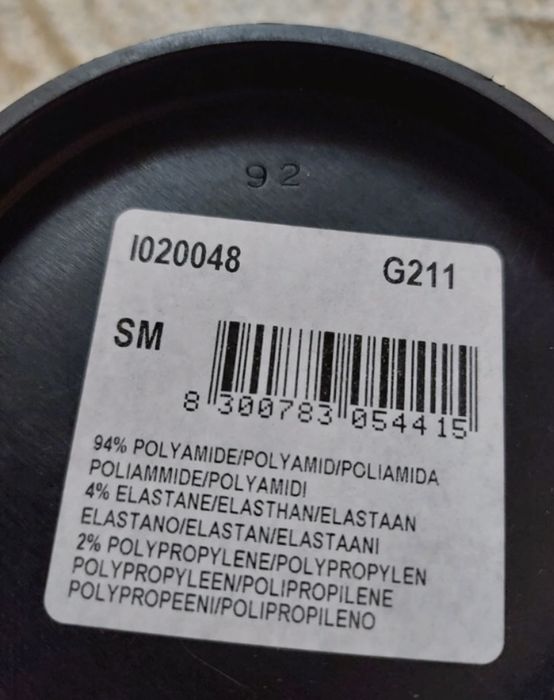 92
I020048 G211
SM
8 300783 054415
94% POLYAMIDE/POLYAMID/POLIAMIDA
POLIAMMIDE/POLYAMIDI
4% ELASTANE/ELASTHAN/ELASTAAN
ELASTANO/ELASTAN/ELASTAANI
2% POLYPROPYLENE/POLYPROPYLEN
POLYPROPYLEEN/POLIPROPILENE
POLYPROPEENI/POLIPROPILENO